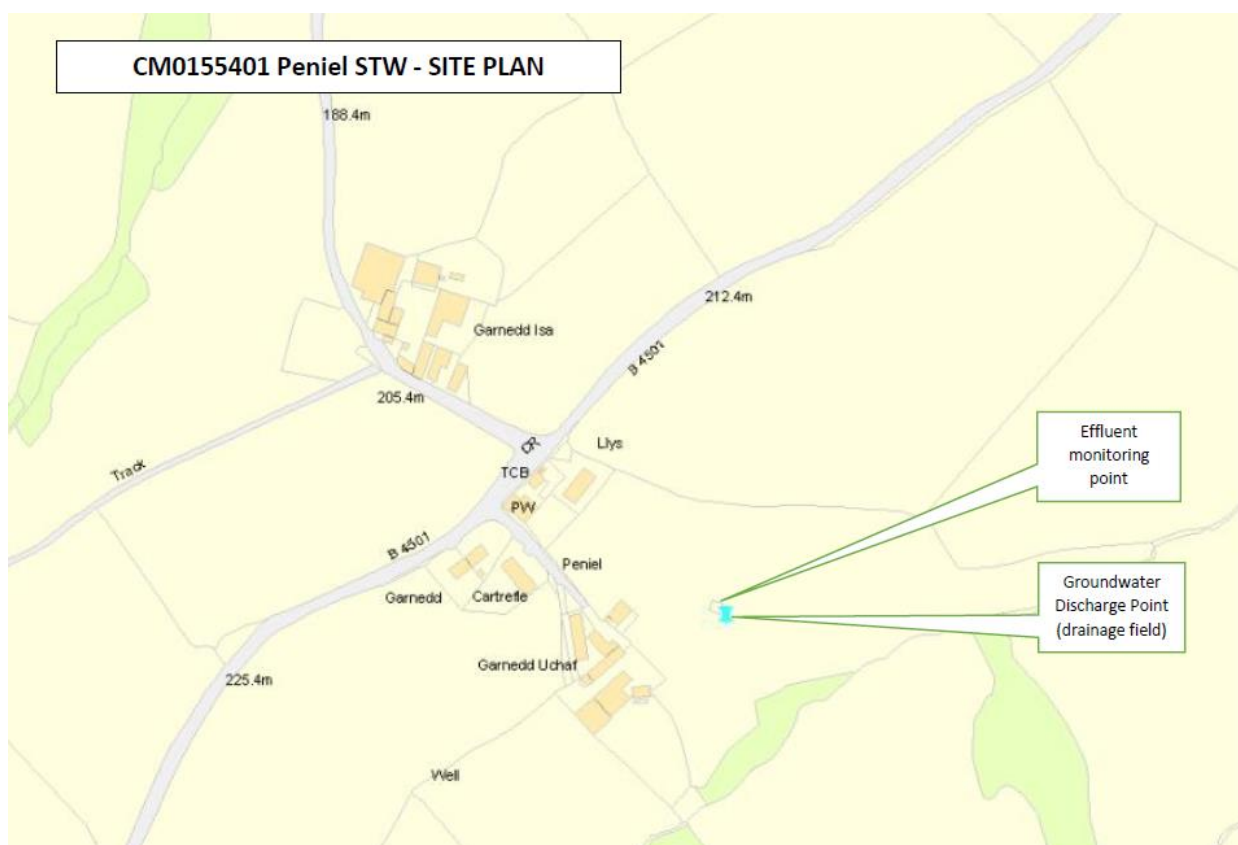 CM0155401 Peniel STW - SITE PLAN
188.4m
212.4m
Garnedd Isa
B 4501
205.4m
CR
Llys
Effluent
monitoring
point
Track
TCB
PW
B 4501
Peniel
Garnedd
Cartrefle
Groundwater
Discharge Point
(drainage field)
Garnedd Uchaf
225.4m
Well